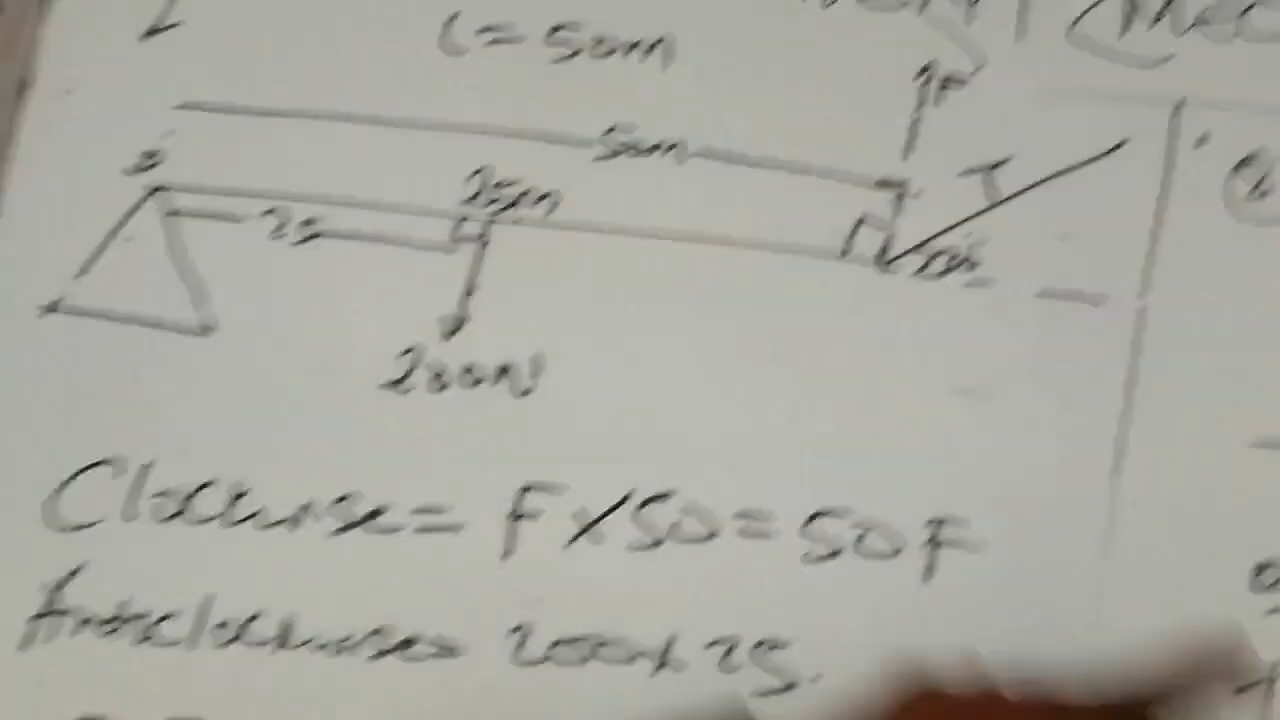 L = 50m
50m
25m
25
T
200N
Clockwise = F x 50 = 50F
Anticlockwise = 200 x 25.